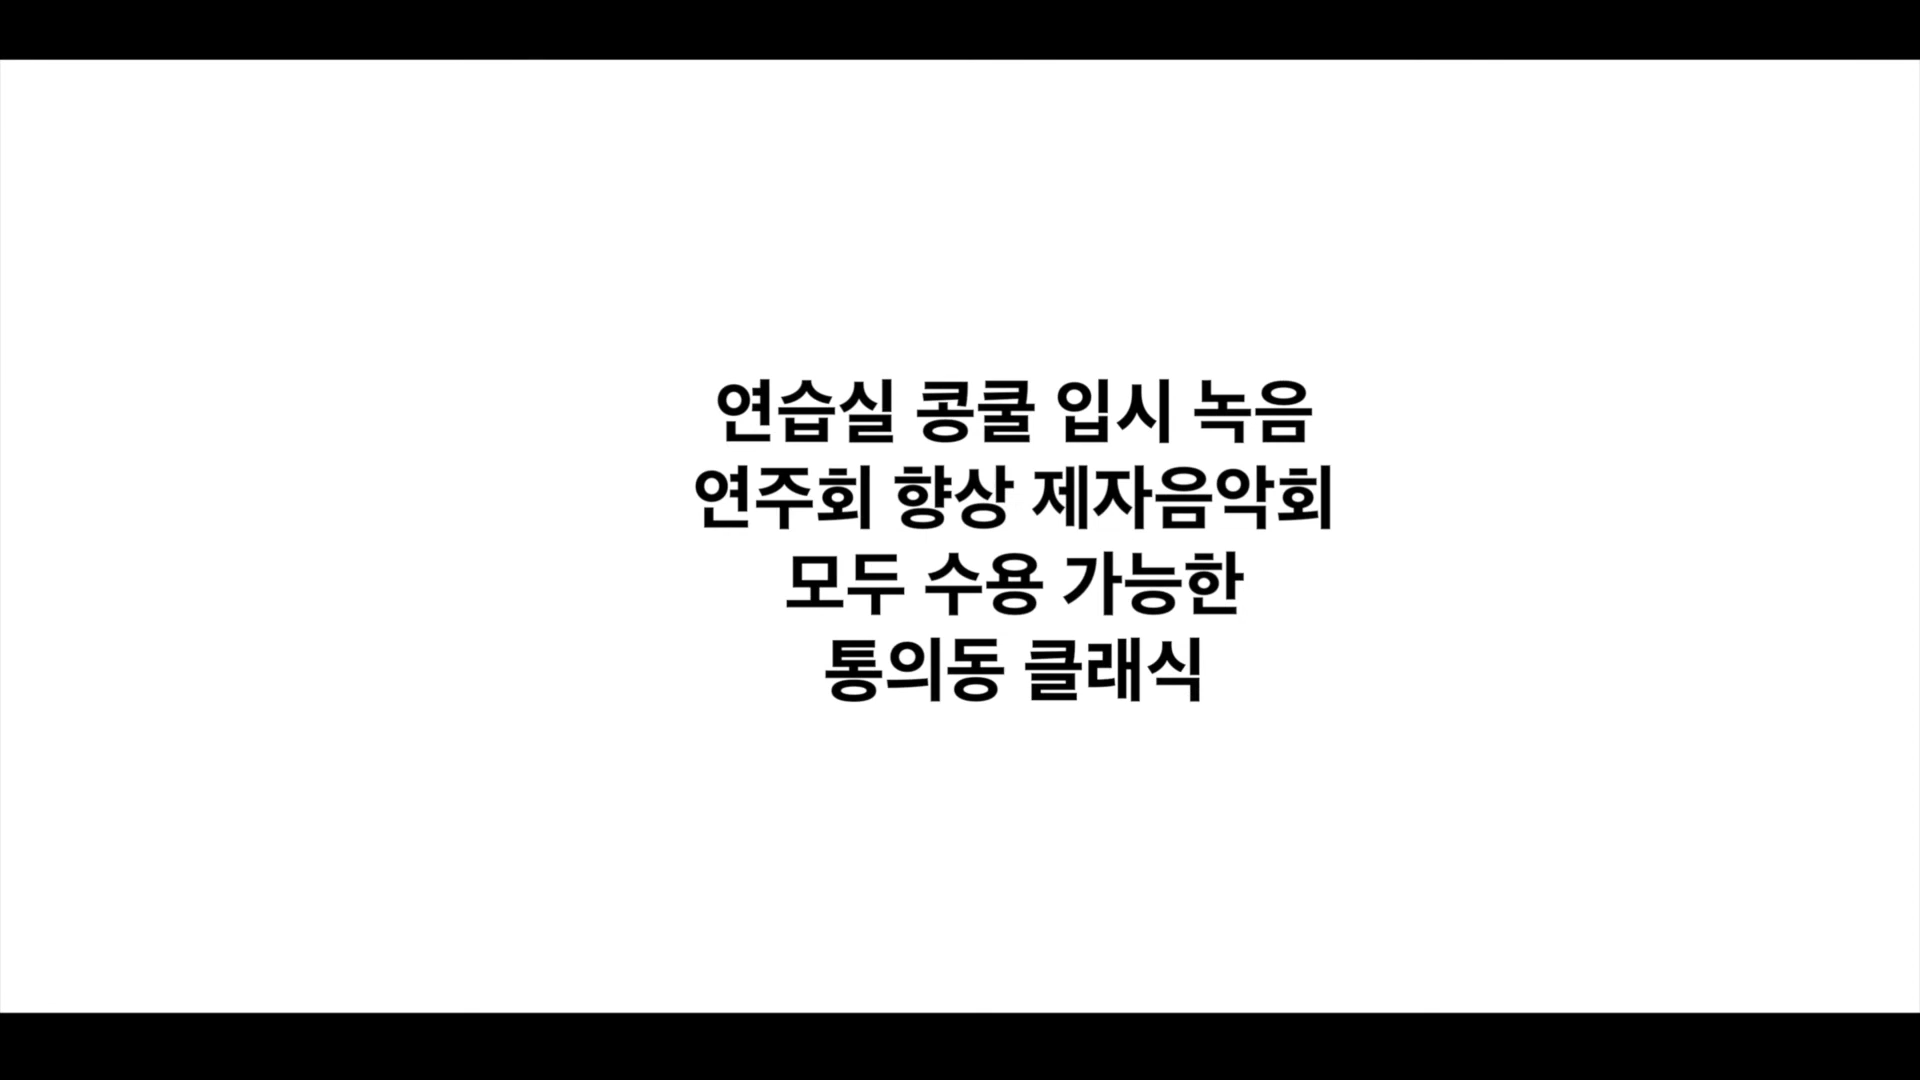 연습실 콩쿨 입시 녹음
연주회 향상 제자음악회
모두 수용 가능한
통의동 클래식